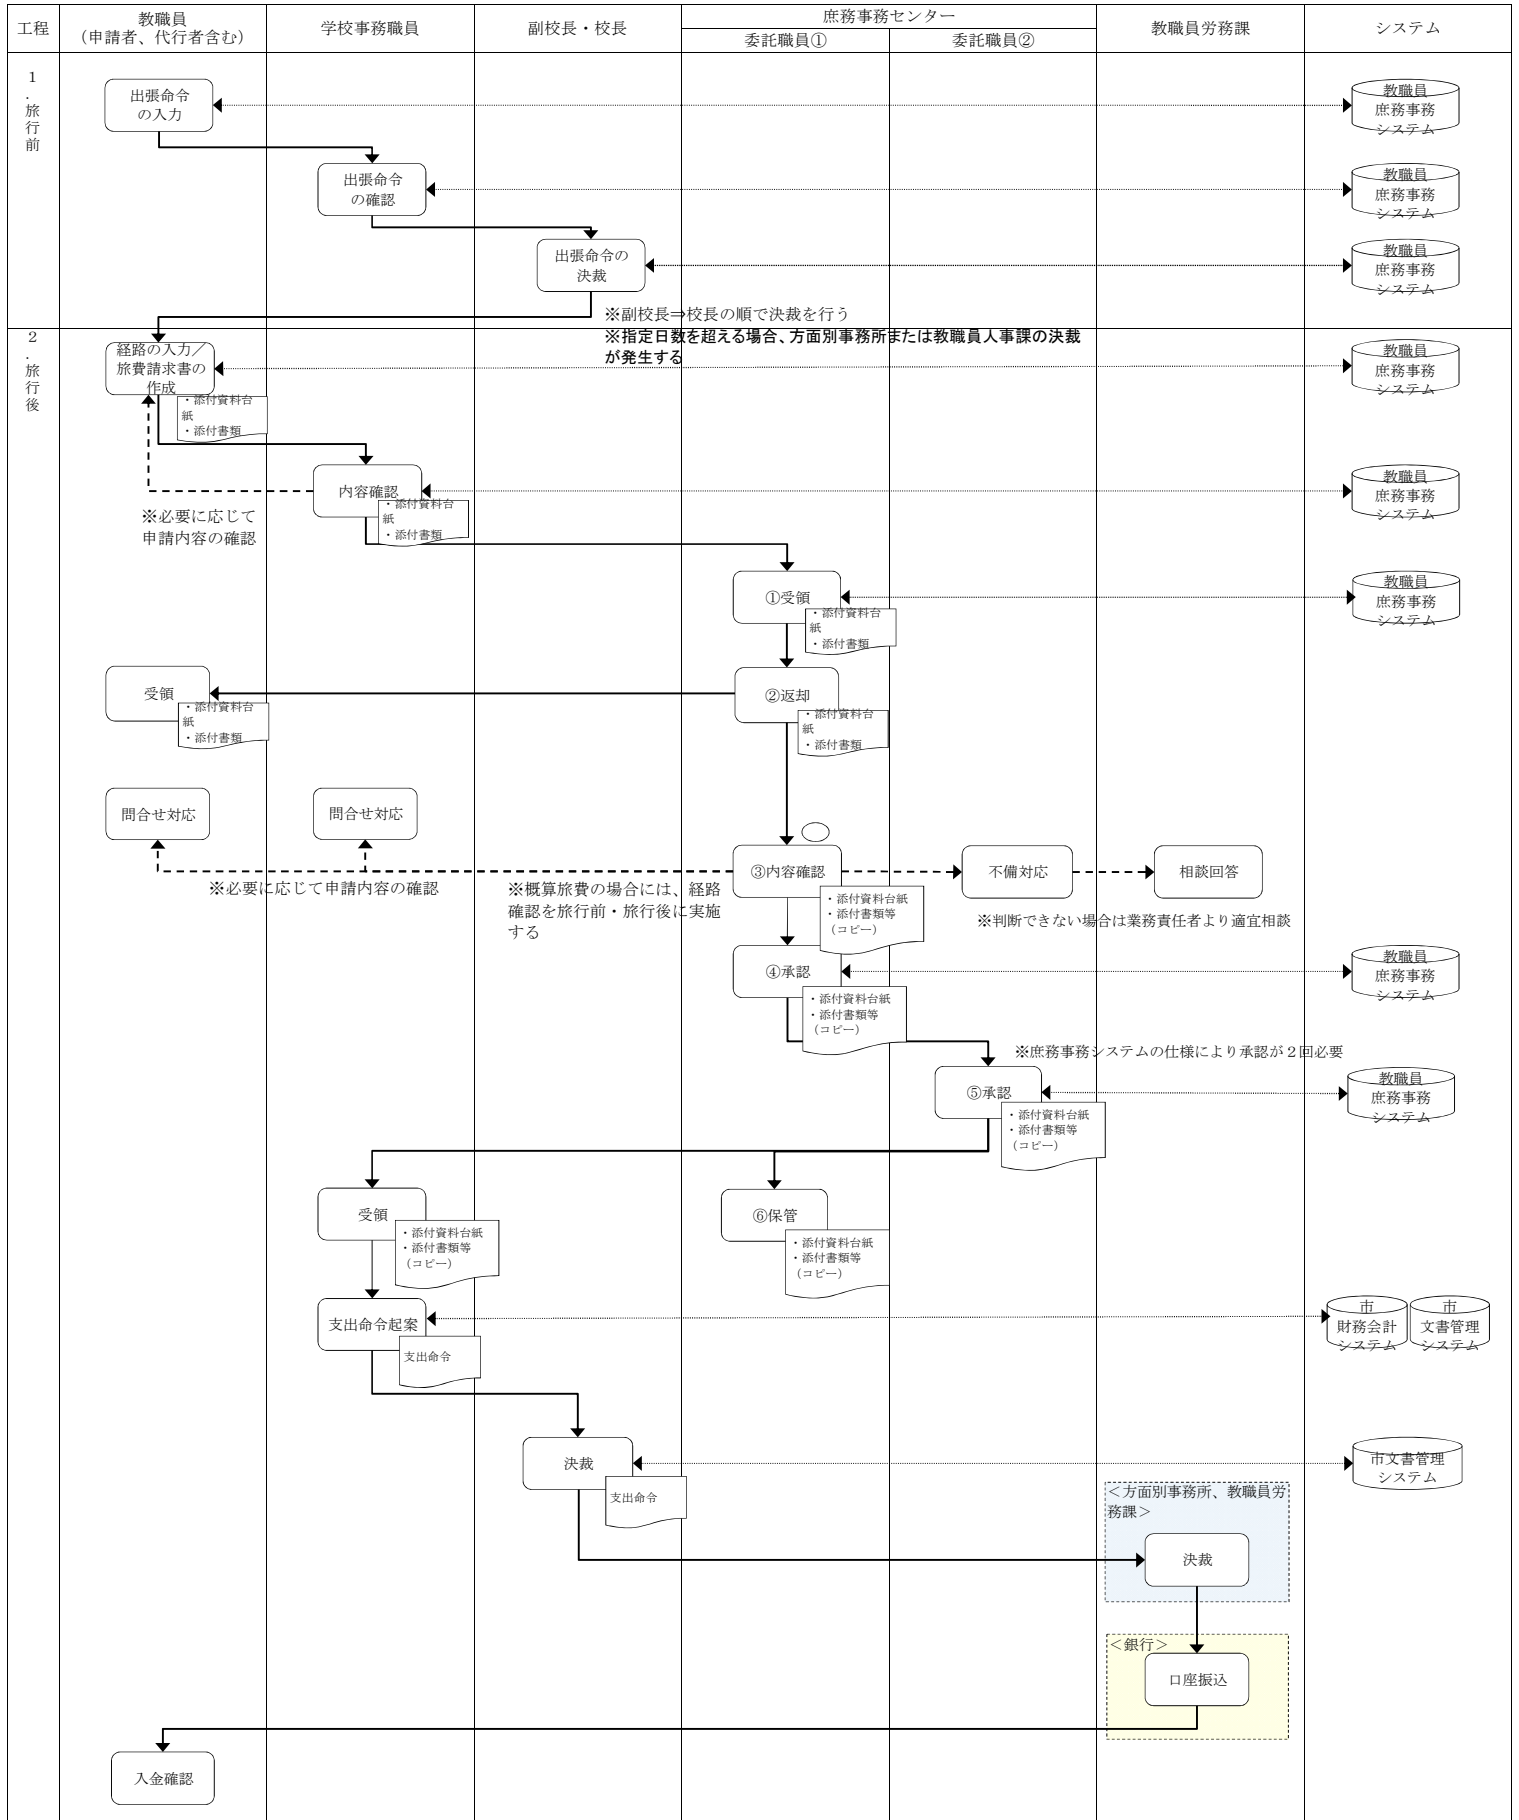 工程
教職員
（申請者、代行者含む）
学校事務職員
副校長・校長
庶務事務センター
委託職員①
委託職員②
教職員労務課
システム
１
．
旅
行
前
出張命令
の入力
教職員
庶務事務
システム
出張命令
の確認
教職員
庶務事務
システム
出張命令の
決裁
教職員
庶務事務
システム
※副校長⇒校長の順で決裁を行う
※指定日数を超える場合、方面別事務所または教職員人事課の決裁
が発生する
２
．
旅
行
後
経路の入力／
旅費請求書の
作成
・添付資料台
紙
・添付書類
教職員
庶務事務
システム
内容確認
・添付資料台
紙
・添付書類
教職員
庶務事務
システム
※必要に応じて
申請内容の確認
①受領
・添付資料台
紙
・添付書類
教職員
庶務事務
システム
受領
・添付資料台
紙
・添付書類
②返却
・添付資料台
紙
・添付書類
問合せ対応
問合せ対応
③内容確認
不備対応
相談回答
・添付資料台紙
・添付書類等
（コピー）
※必要に応じて申請内容の確認
※概算旅費の場合には、経路
確認を旅行前・旅行後に実施
する
※判断できない場合は業務責任者より適宜相談
④承認
・添付資料台紙
・添付書類等
（コピー）
教職員
庶務事務
システム
※庶務事務システムの仕様により承認が２回必要
⑤承認
・添付資料台紙
・添付書類等
（コピー）
教職員
庶務事務
システム
受領
・添付資料台紙
・添付書類等
（コピー）
⑥保管
・添付資料台紙
・添付書類等
（コピー）
支出命令起案
支出命令
市
財務会計
システム
市
文書管理
システム
決裁
支出命令
市文書管理
システム
＜方面別事務所、教職員労
務課＞
決裁
＜銀行＞
口座振込
入金確認